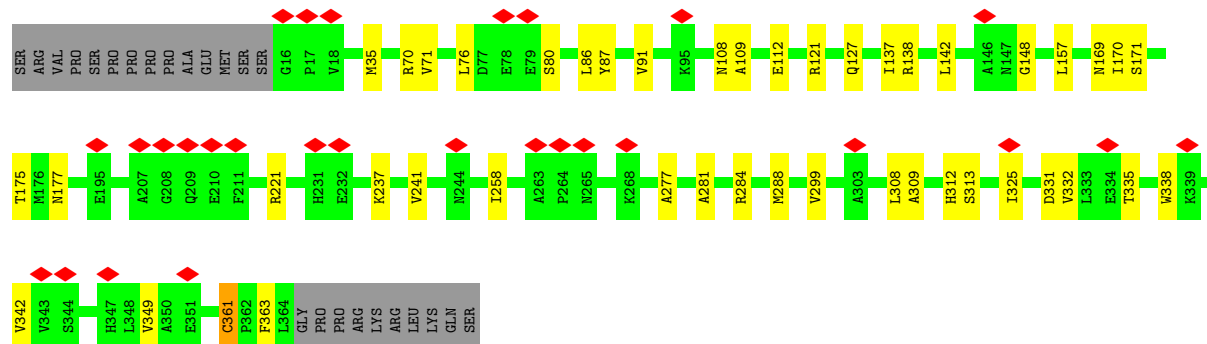 SER ARG VAL PRO SER PRO PRO PRO PRO ALA GLU MET SER SER G16 P17 V18 M35 R70 V71 L76 D77 E78 E79 S80 L86 Y87 V91 K95 N108 A109 E112 R121 Q127 I137 R138 L142 A146 N147 G148 L157 N169 I170 S171
T175 M176 N177 E195 A207 G208 Q209 E210 F211 R221 H231 E232 K237 V241 N244 I258 A263 P264 N265 K268 A277 A281 R284 M288 V299 A303 L308 A309 H312 S313 I325 D331 V332 L333 E334 T335 W338 K339
V342 V343 S344 H347 L348 V349 A350 E351 C361 P362 F363 L364 GLY PRO PRO ARG LYS ARG LEU LYS GLN SER